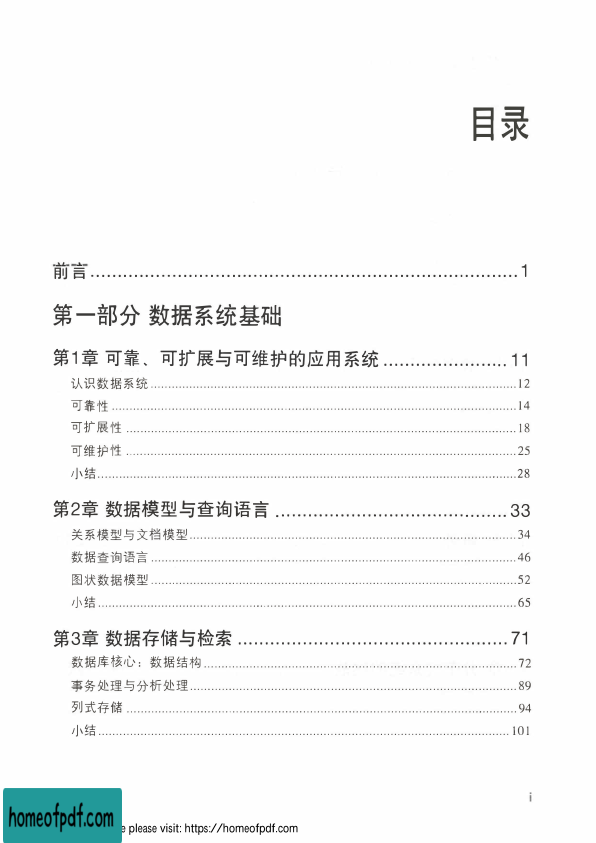 目录
前言................................................................................1
第一部分 数据系统基础
第1章 可靠、可扩展与可维护的应用系统.......................11
认识数据系统....................................................................12
可靠性..............................................................................14
可扩展性...........................................................................18
可维护性...........................................................................25
小结.................................................................................28
第2章 数据模型与查询语言...........................................33
关系模型与文档模型...........................................................34
数据查询语言....................................................................46
图状数据模型....................................................................52
小结.................................................................................65
第3章 数据存储与检索..................................................71
数据库核心：数据结构........................................................72
事务处理与分析处理...........................................................89
列式存储...........................................................................94
小结.................................................................................101
i
homeofpdf.com
e please visit: https://homeofpdf.com